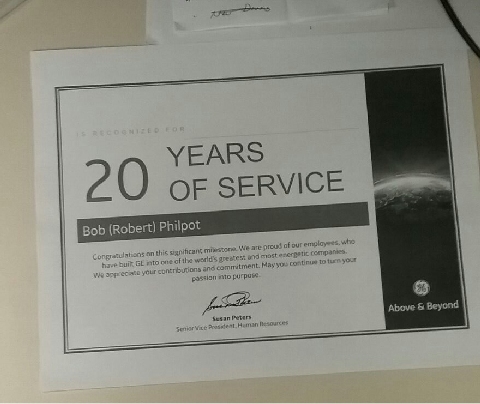 IS RECOGNIZED FOR
20 YEARS
OF SERVICE
Bob (Robert) Philpot
Congratulations on this significant milestone. We are proud of our employees, who
have built GE into one of the world's greatest and most energetic companies.
We appreciate your contributions and commitment. May you continue to turn your
passion into purpose.
Susan Peters
Senior Vice President, Human Resources
GE
Above & Beyond